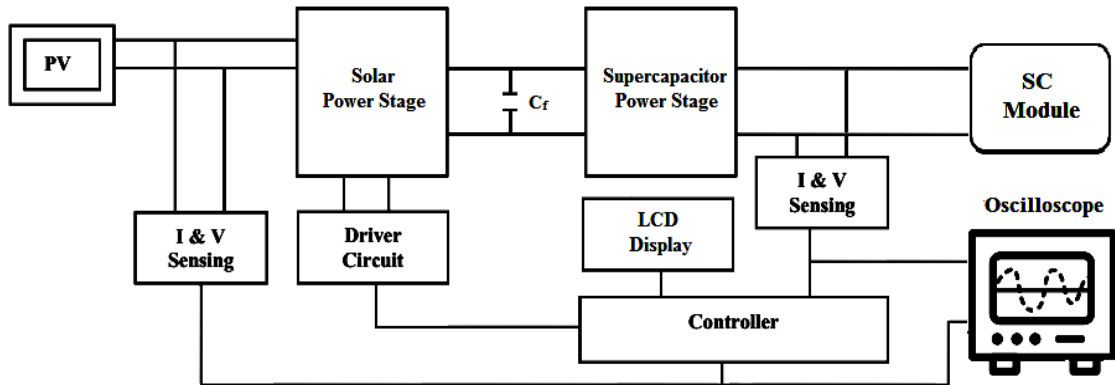 PV
Solar
Power Stage
Cf
Supercapacitor
Power Stage
SC
Module
I & V
Sensing
Driver
Circuit
LCD
Display
I & V
Sensing
Oscilloscope
Controller